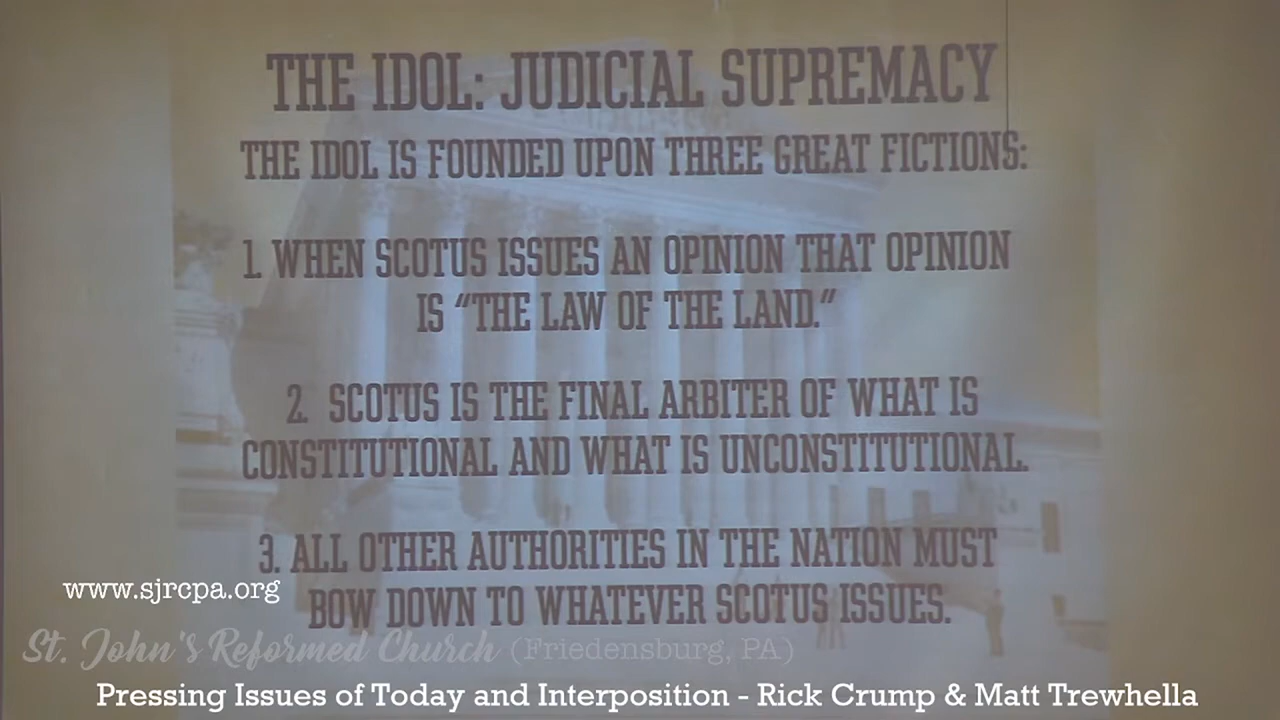 THE IDOL: JUDICIAL SUPREMACY
THE IDOL IS FOUNDED UPON THREE GREAT FICTIONS:
1. WHEN SCOTUS ISSUES AN OPINION THAT OPINION
IS “THE LAW OF THE LAND.”
2. SCOTUS IS THE FINAL ARBITER OF WHAT IS
CONSTITUTIONAL AND WHAT IS UNCONSTITUTIONAL.
3. ALL OTHER AUTHORITIES IN THE NATION MUST
BOW DOWN TO WHATEVER SCOTUS ISSUES.
www.sjrcpa.org
St. John's Reformed Church (Friedensburg, PA)
Pressing Issues of Today and Interposition - Rick Crump & Matt Trewhella